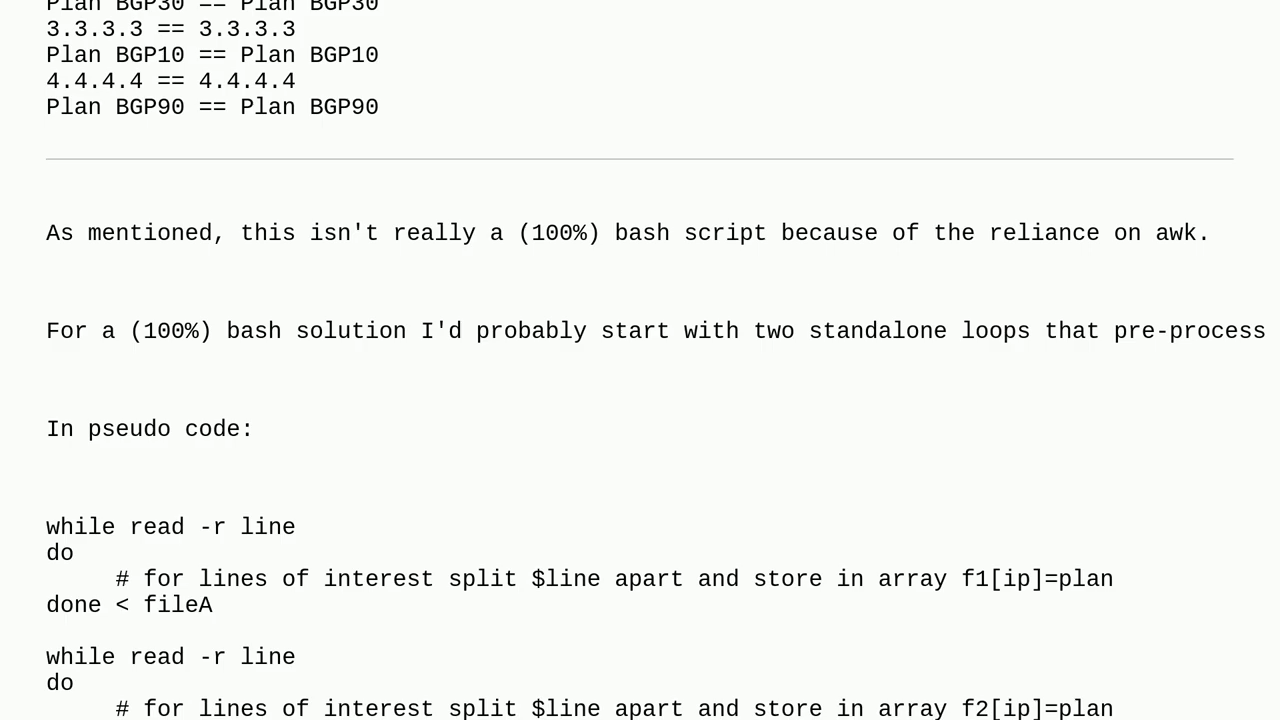 Plan BGP30 == Plan BGP30
3.3.3.3 == 3.3.3.3
Plan BGP10 == Plan BGP10
4.4.4.4 == 4.4.4.4
Plan BGP90 == Plan BGP90
As mentioned, this isn't really a (100%) bash script because of the reliance on awk.
For a (100%) bash solution I'd probably start with two standalone loops that pre-process
In pseudo code:
while read -r line
do
     # for lines of interest split $line apart and store in array f1[ip]=plan
done < fileA
while read -r line
do
     # for lines of interest split $line apart and store in array f2[ip]=plan